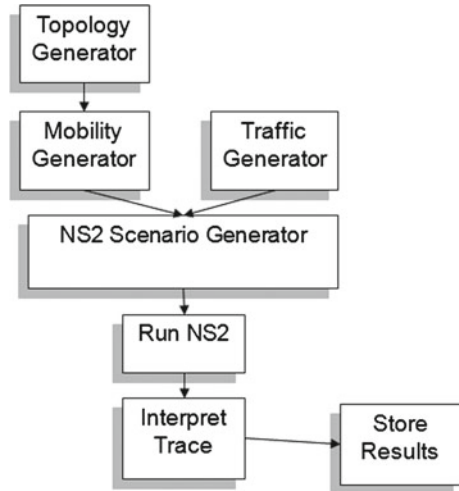 Topology
Generator
Mobility
Generator
Traffic
Generator
NS2 Scenario Generator
Run NS2
Interpret
Trace
Store
Results